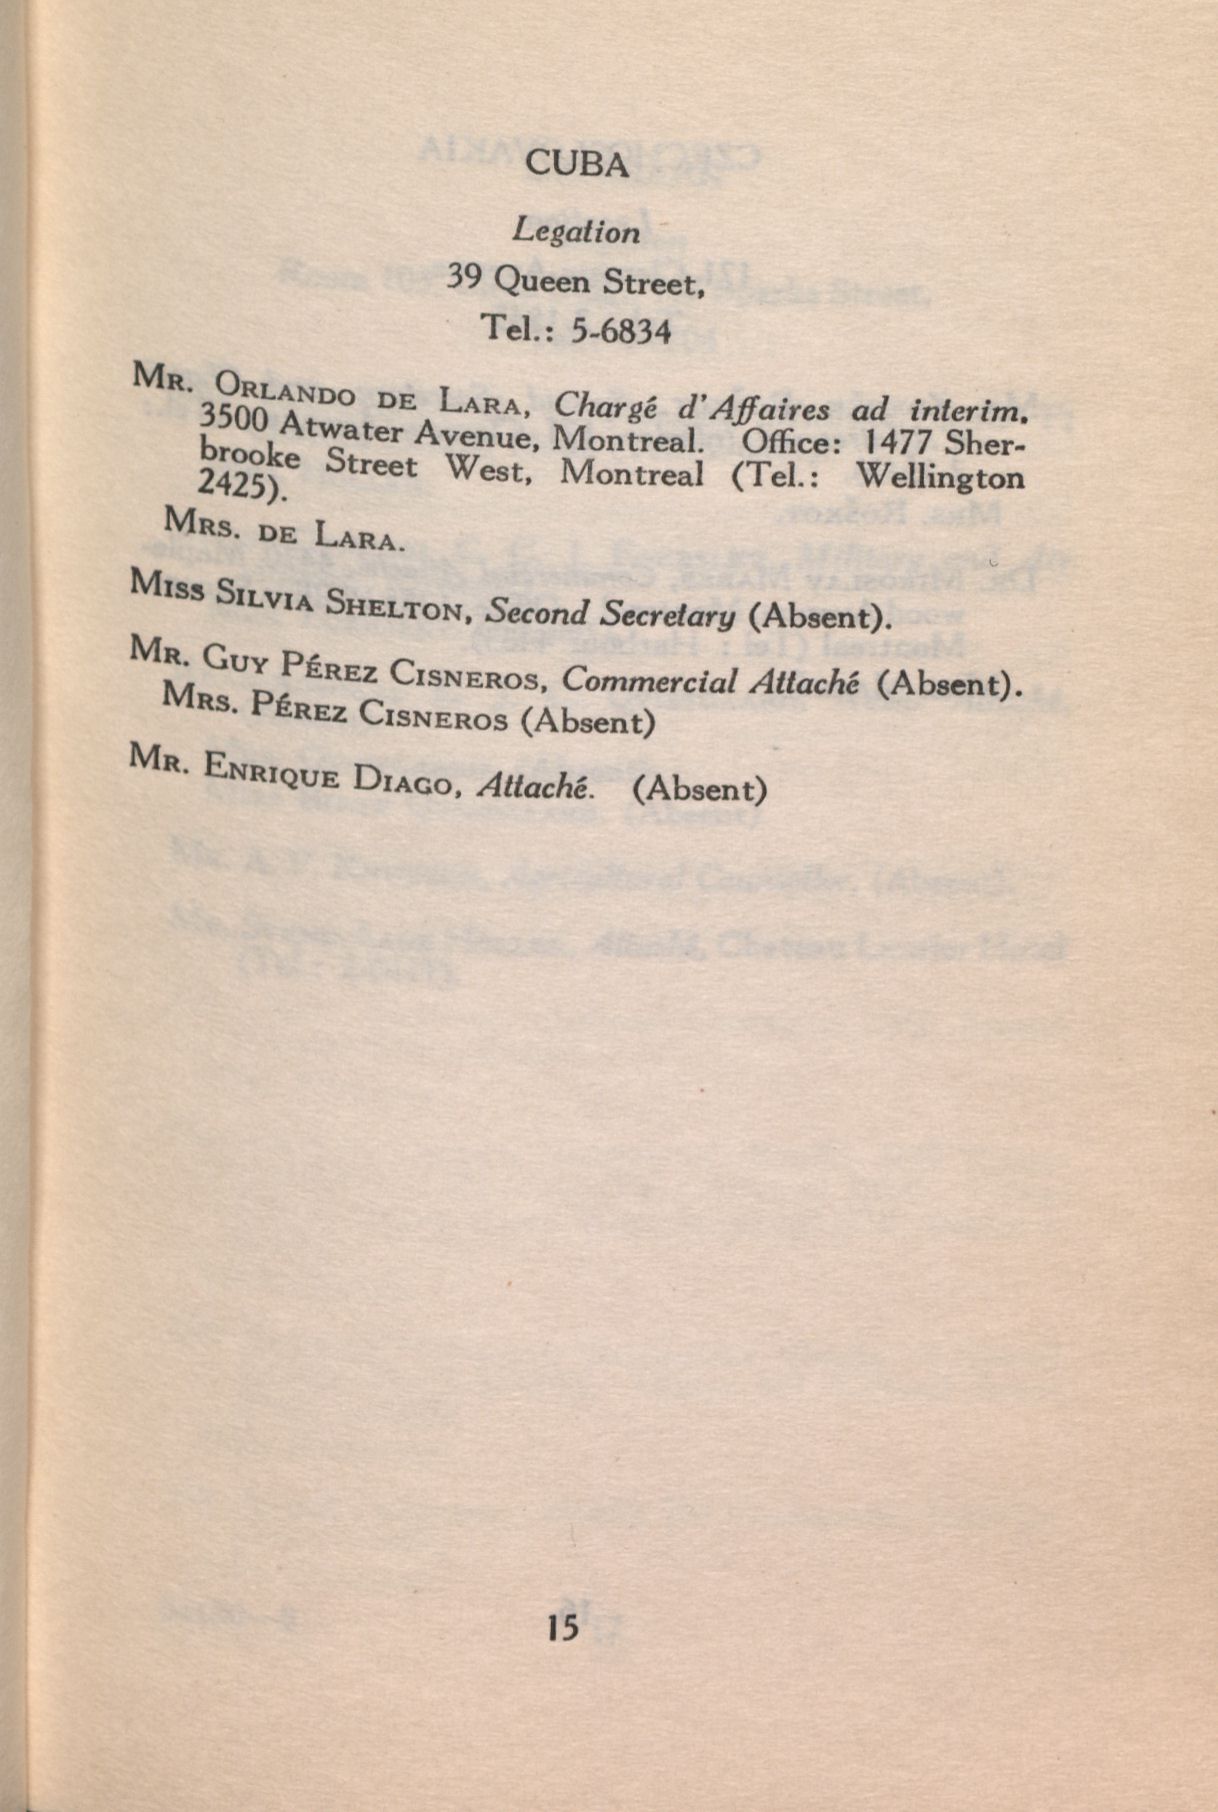 CUBA
Legation
39 Queen Street,
Tel.: 5-6834
MR. ORLANDO DE LARA, Chargé d'Affaires ad interim.
3500 Atwater Avenue, Montreal. Office: 1477 Sher-
brooke Street West, Montreal (Tel.: Wellington
2425).
MRS. DE LARA.
MISS SILVIA SHELTON, Second Secretary (Absent).
MR. GUY PÉREZ CISNEROS, Commercial Attaché (Absent).
MRS. PÉREZ CISNEROS (Absent)
MR. ENRIQUE DIAGO, Attaché. (Absent)
15